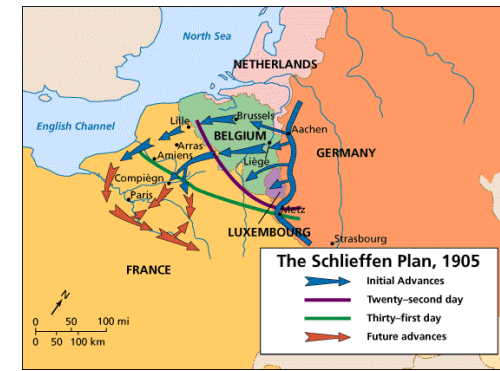 North Sea
NETHERLANDS
English Channel
Lille
Brussels
BELGIUM
Aachen
Arras
Amiens
Liège
GERMANY
Compiègn
Paris
Metz
LUXEMBOURG
Strasbourg
FRANCE
N
0 50 100 mi
0 50 100 km
The Schlieffen Plan, 1905
Initial Advances
Twenty–second day
Thirty–first day
Future advances